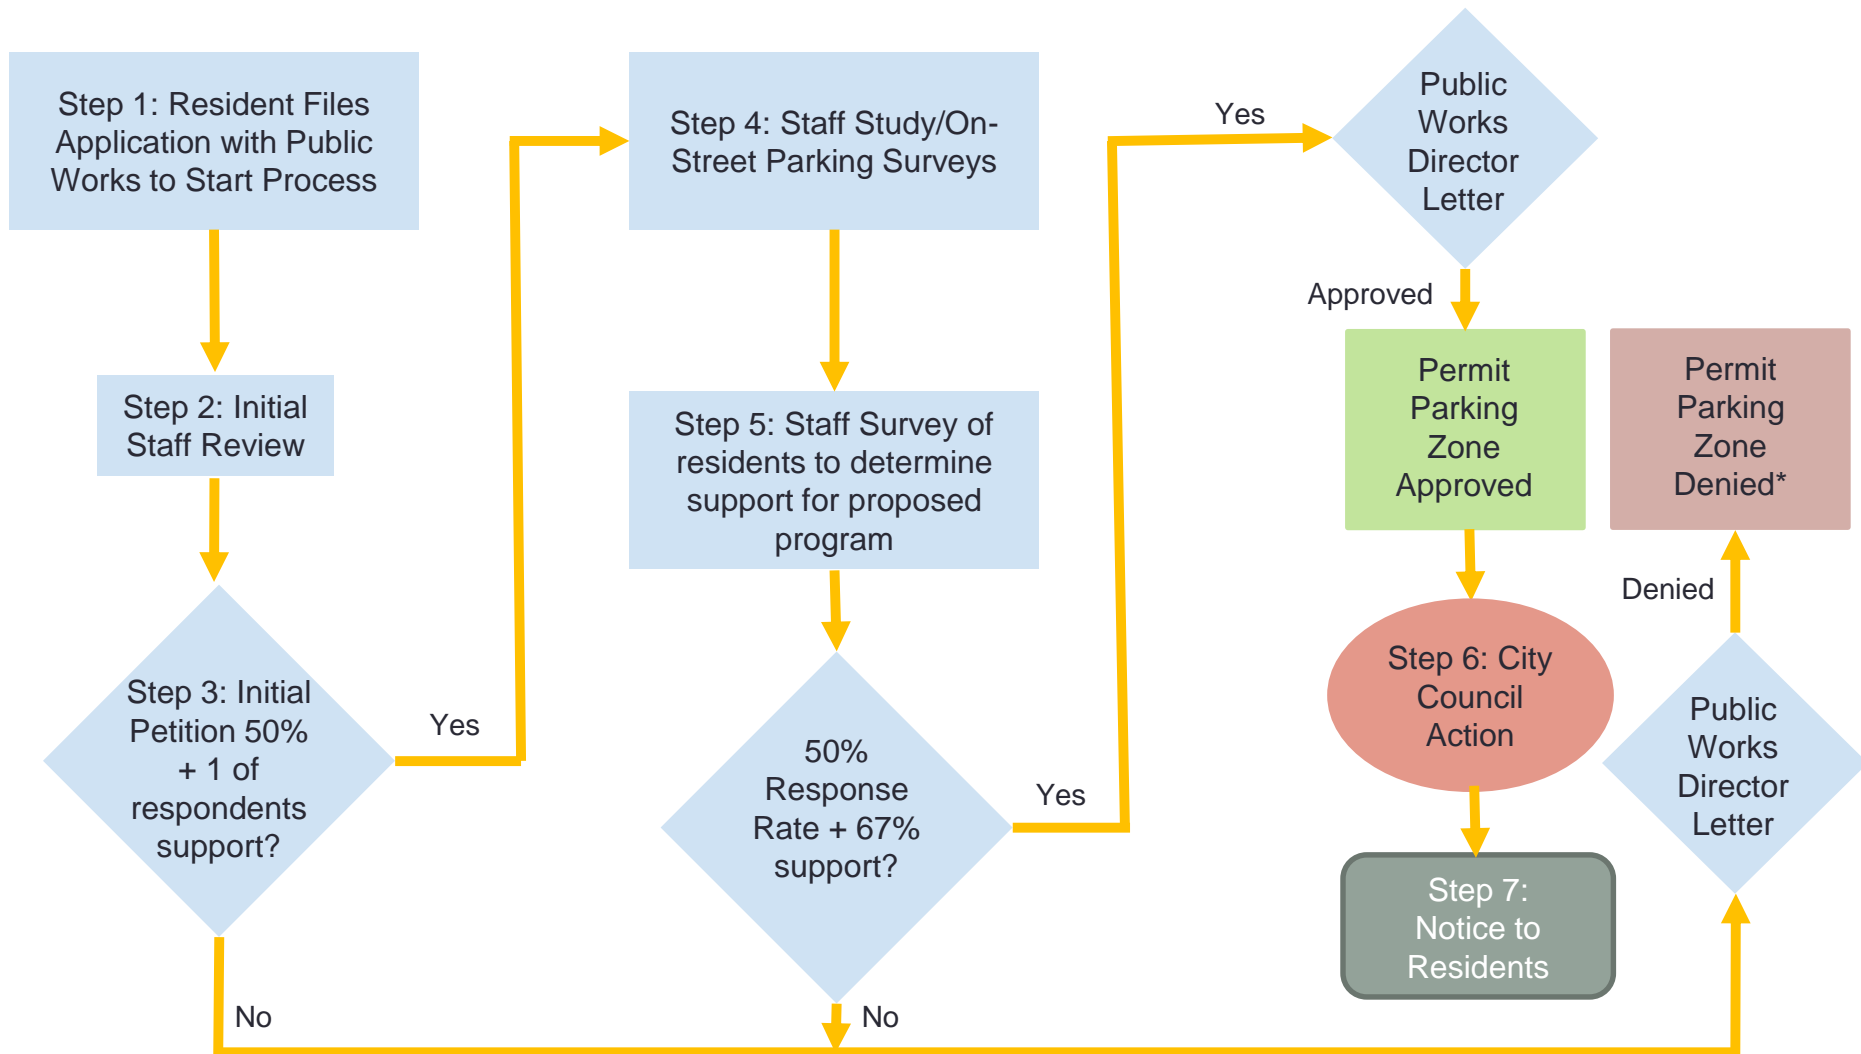 Step 1: Resident Files
Application with Public
Works to Start Process
Step 2: Initial
Staff Review
Step 3: Initial
Petition 50%
+ 1 of
respondents
support?
Yes
No
Step 4: Staff Study/On-
Street Parking Surveys
Step 5: Staff Survey of
residents to determine
support for proposed
program
50%
Response
Rate + 67%
support?
Yes
No
Yes
Public
Works
Director
Letter
Approved
Permit
Parking
Zone
Approved
Step 6: City
Council
Action
Step 7:
Notice to
Residents
Permit
Parking
Zone
Denied*
Denied
Public
Works
Director
Letter